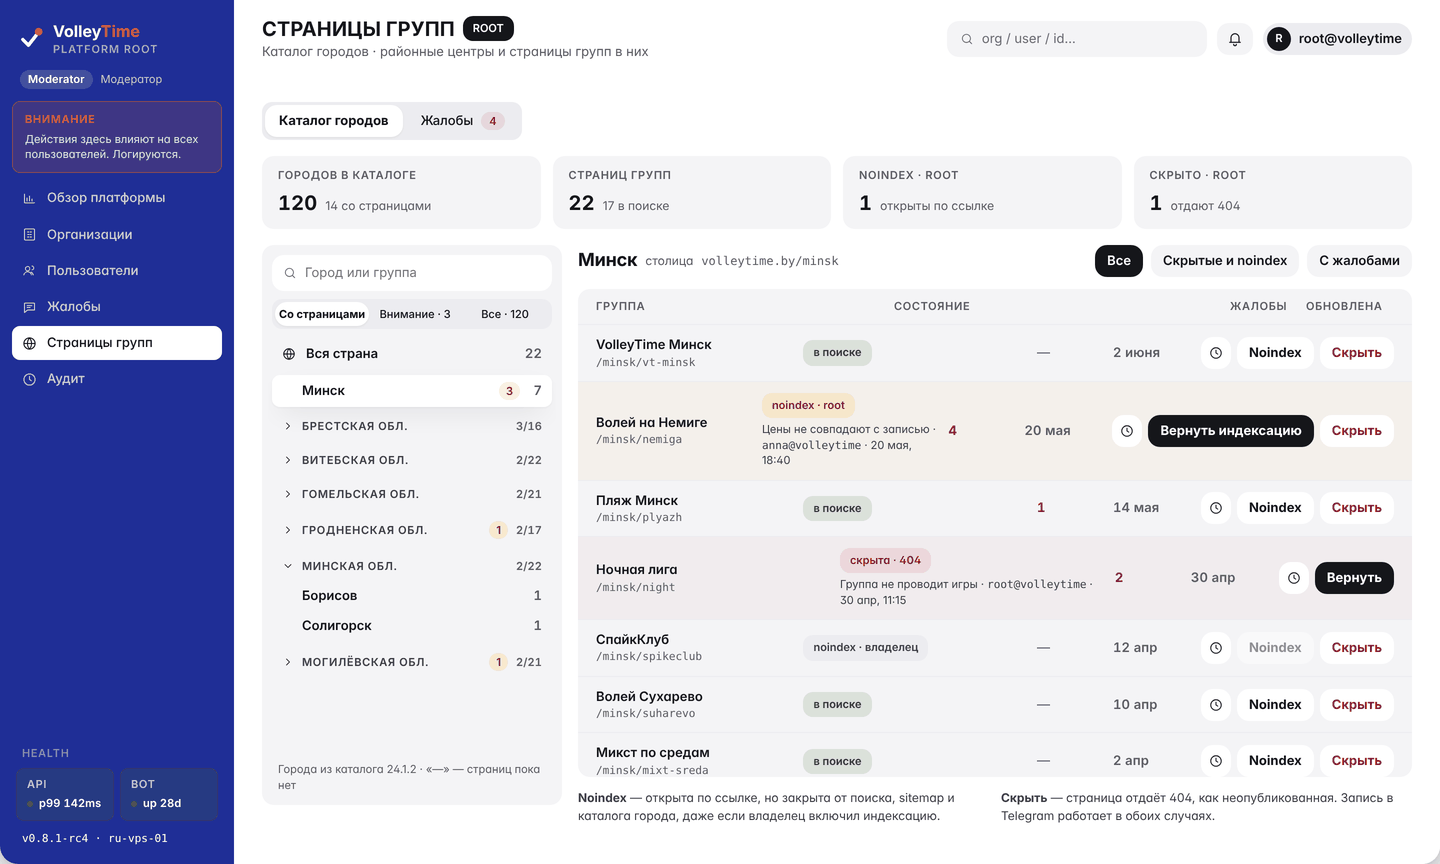 VolleyTime
PLATFORM ROOT
Moderator Модератор
ВНИМАНИЕ
Действия здесь влияют на всех
пользователей. Логируются.
Обзор платформы
Организации
Пользователи
Жалобы
Страницы групп
Аудит
HEALTH
API
p99 142ms
BOT
up 28d
v0.8.1-rc4 · ru-vps-01
СТРАНИЦЫ ГРУПП ROOT
Каталог городов · районные центры и страницы групп в них
org / user / id…
R root@volleytime
Каталог городов Жалобы 4
ГОРОДОВ В КАТАЛОГЕ
120 14 со страницами
СТРАНИЦ ГРУПП
22 17 в поиске
NOINDEX · ROOT
1 открыты по ссылке
СКРЫТО · ROOT
1 отдают 404
Город или группа
Со страницами Внимание · 3 Все · 120
Вся страна 22
Минск 3 7
БРЕСТСКАЯ ОБЛ. 3/16
ВИТЕБСКАЯ ОБЛ. 2/22
ГОМЕЛЬСКАЯ ОБЛ. 2/21
ГРОДНЕНСКАЯ ОБЛ. 1 2/17
МИНСКАЯ ОБЛ. 2/22
Борисов 1
Солигорск 1
МОГИЛЁВСКАЯ ОБЛ. 1 2/21
Города из каталога 24.1.2 · «—» — страниц пока
нет
Минск столица volleytime.by/minsk
Все Скрытые и noindex С жалобами
ГРУППА СОСТОЯНИЕ ЖАЛОБЫ ОБНОВЛЕНА
VolleyTime Минск
/minsk/vt-minsk
в поиске — 2 июня Noindex Скрыть
Волей на Немиге
/minsk/nemiga
noindex · root
Цены не совпадают с записью ·
anna@volleytime · 20 мая,
18:40
4 20 мая Вернуть индексацию Скрыть
Пляж Минск
/minsk/plyazh
в поиске 1 14 мая Noindex Скрыть
Ночная лига
/minsk/night
скрыта · 404
Группа не проводит игры · root@volleytime ·
30 апр, 11:15
2 30 апр Вернуть
СпайкКлуб
/minsk/spikeclub
noindex · владелец — 12 апр Noindex Скрыть
Волей Сухарево
/minsk/suharevo
в поиске — 10 апр Noindex Скрыть
Микст по средам
/minsk/mixt-sreda
в поиске — 2 апр Noindex Скрыть
Noindex — открыта по ссылке, но закрыта от поиска, sitemap и
каталога города, даже если владелец включил индексацию.
Скрыть — страница отдаёт 404, как неопубликованная. Запись в
Telegram работает в обоих случаях.